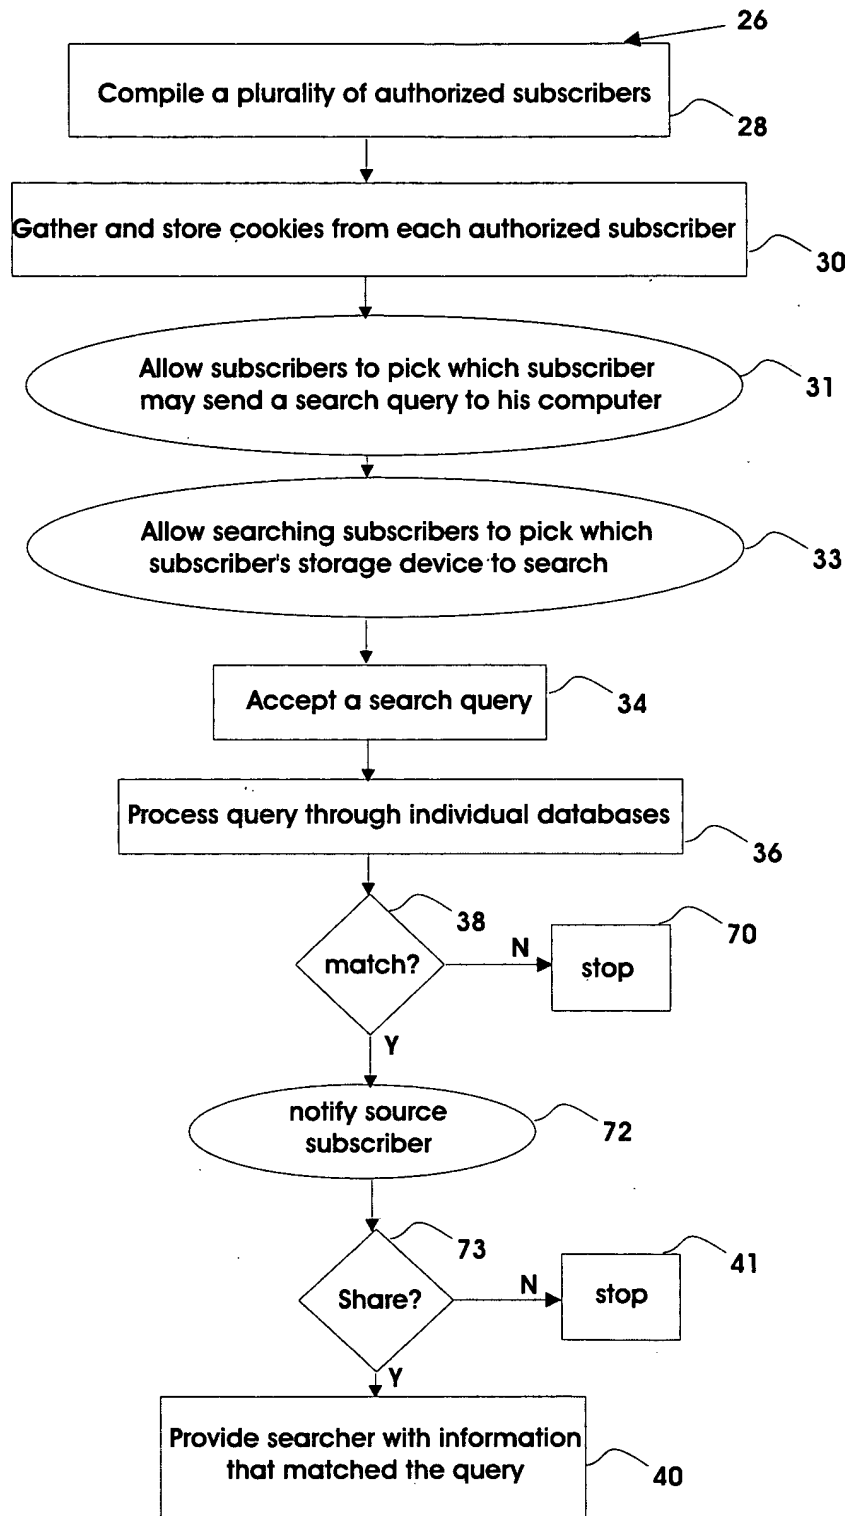 26
Compile a plurality of authorized subscribers
28
Gather and store cookies from each authorized subscriber
30
Allow subscribers to pick which subscriber
may send a search query to his computer
31
Allow searching subscribers to pick which
subscriber's storage device to search
33
Accept a search query
34
Process query through individual databases
36
38
match?
N
70
stop
Y
notify source
subscriber
72
73
Share?
N
41
stop
Y
Provide searcher with information
that matched the query
40